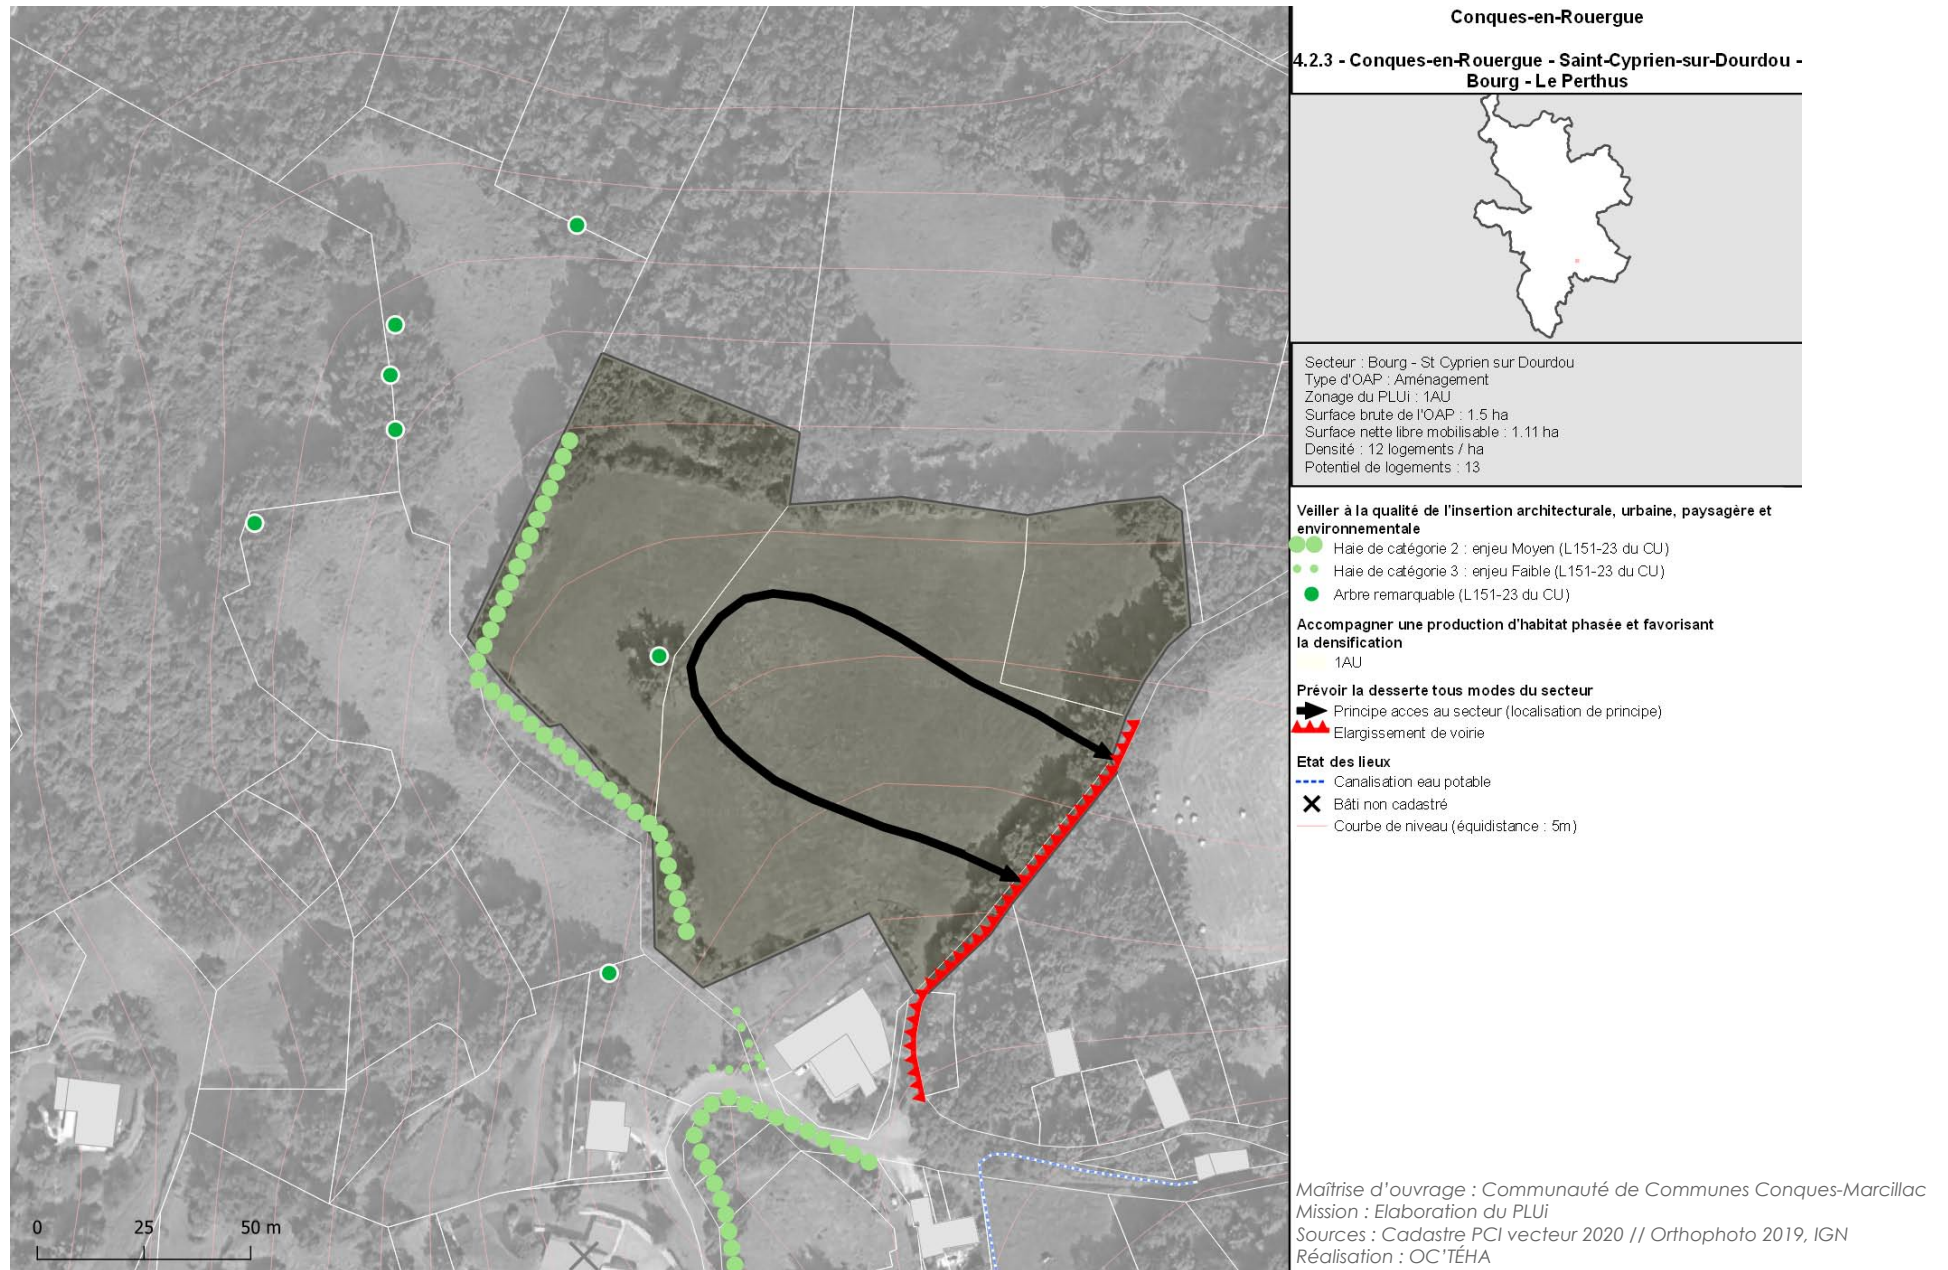 Conques-en-Rouergue
4.2.3 - Conques-en-Rouergue - Saint-Cyprien-sur-Dourdou -
Bourg - Le Perthus
Secteur : Bourg - St Cyprien sur Dourdou
Type d'OAP : Aménagement
Zonage du PLUi : 1AU
Surface brute de l'OAP : 1.5 ha
Surface nette libre mobilisable : 1.11 ha
Densité : 12 logements / ha
Potentiel de logements : 13
Veiller à la qualité de l'insertion architecturale, urbaine, paysagère et
environnementale
Haie de catégorie 2 : enjeu Moyen (L151-23 du CU)
Haie de catégorie 3 : enjeu Faible (L151-23 du CU)
Arbre remarquable (L151-23 du CU)
Accompagner une production d'habitat phasée et favorisant
la densification
1AU
Prévoir la desserte tous modes du secteur
Principe acces au secteur (localisation de principe)
Elargissement de voirie
Etat des lieux
Canalisation eau potable
Bâti non cadastré
Courbe de niveau (équidistance : 5m)
0 25 50 m
Maîtrise d'ouvrage : Communauté de Communes Conques-Marcillac
Mission : Elaboration du PLUi
Sources : Cadastre PCI vecteur 2020 // Orthophoto 2019, IGN
Réalisation : OC'TÉHA